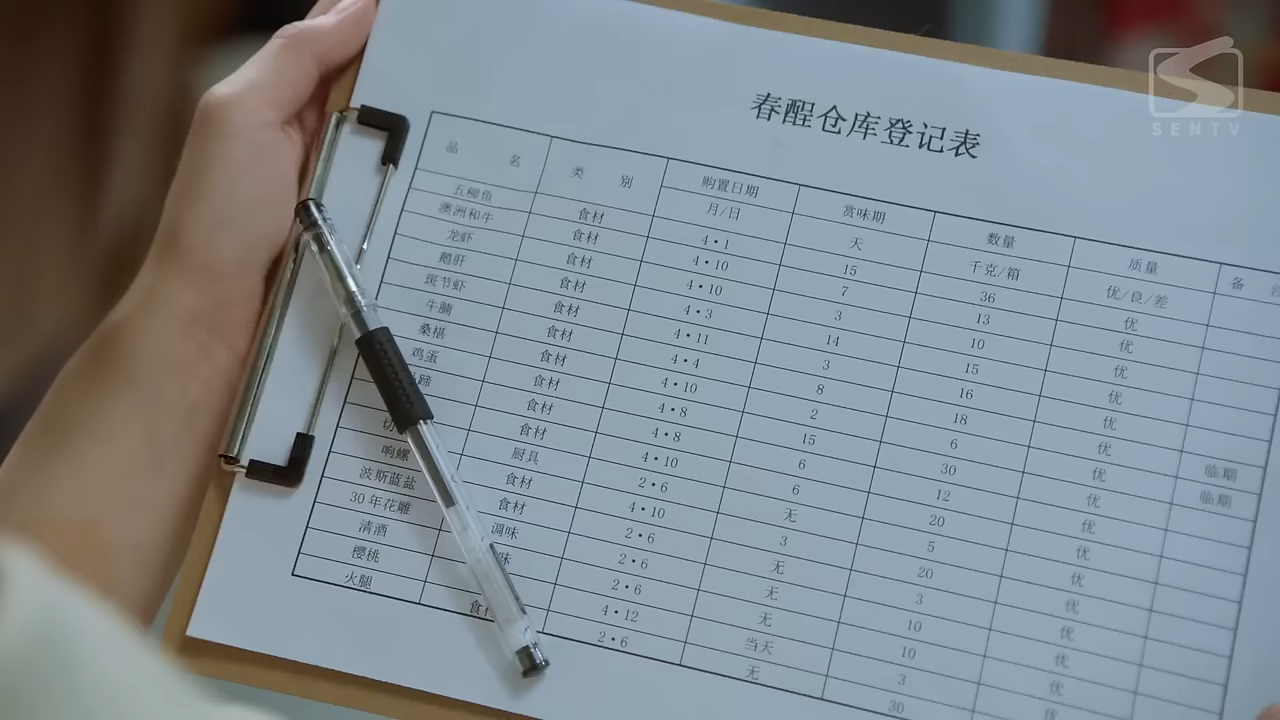 春醒仓库登记表
品 名 类 别 购置日期 赏味期 数量 质量 备
月/日 天 千克/箱 优/良/差
五柳鱼 食材 4·1 15 36 优
澳洲和牛 食材 4·10 7 13 优
龙虾 食材 4·10 3 10 优
鹅肝 食材 4·3 14 15 优
斑节虾 食材 4·11 3 16 优
牛腩 食材 4·4 8 18 优 临期
桑椹 食材 4·10 2 6 优 临期
鸡蛋 食材 4·8 15 30 优
蹄 食材 4·8 6 12 优
食材 4·10 6 20 优
切 厨具 2·6 无 5 优
响螺 食材 4·10 3 20 优
波斯蓝盐 食材 2·6 无 3 优
30年花雕 调味 2·6 无 10 优
清酒 味 2·6 无 10 优
樱桃 4·12 当天 3 优
火腿 食材 2·6 无 30
SENTV